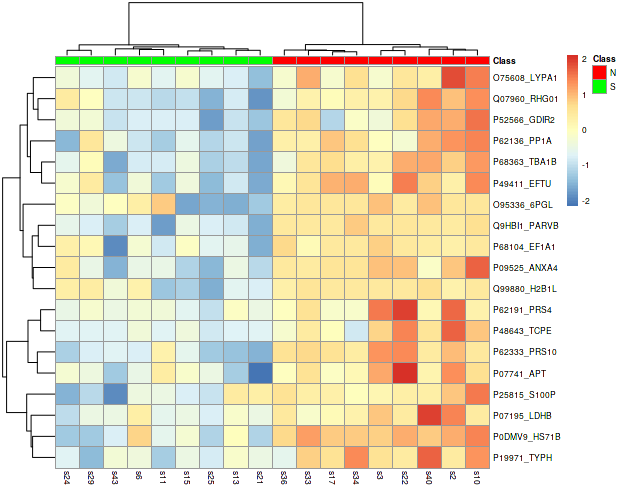 Class
O75608_LYPA1
Q07960_RHG01
P52566_GDIR2
P62136_PP1A
P68363_TBA1B
P49411_EFTU
O95336_6PGL
Q9HBI1_PARVB
P68104_EF1A1
P09525_ANXA4
Q99880_H2B1L
P62191_PRS4
P48643_TCPE
P62333_PRS10
P07741_APT
P25815_S100P
P07195_LDHB
P0DMV9_HS71B
P19971_TYPH
s24 s29 s43 s6 s11 s15 s25 s13 s21 s36 s33 s17 s34 s3 s22 s40 s2 s10
2
1
0
-1
-2
Class
N
S